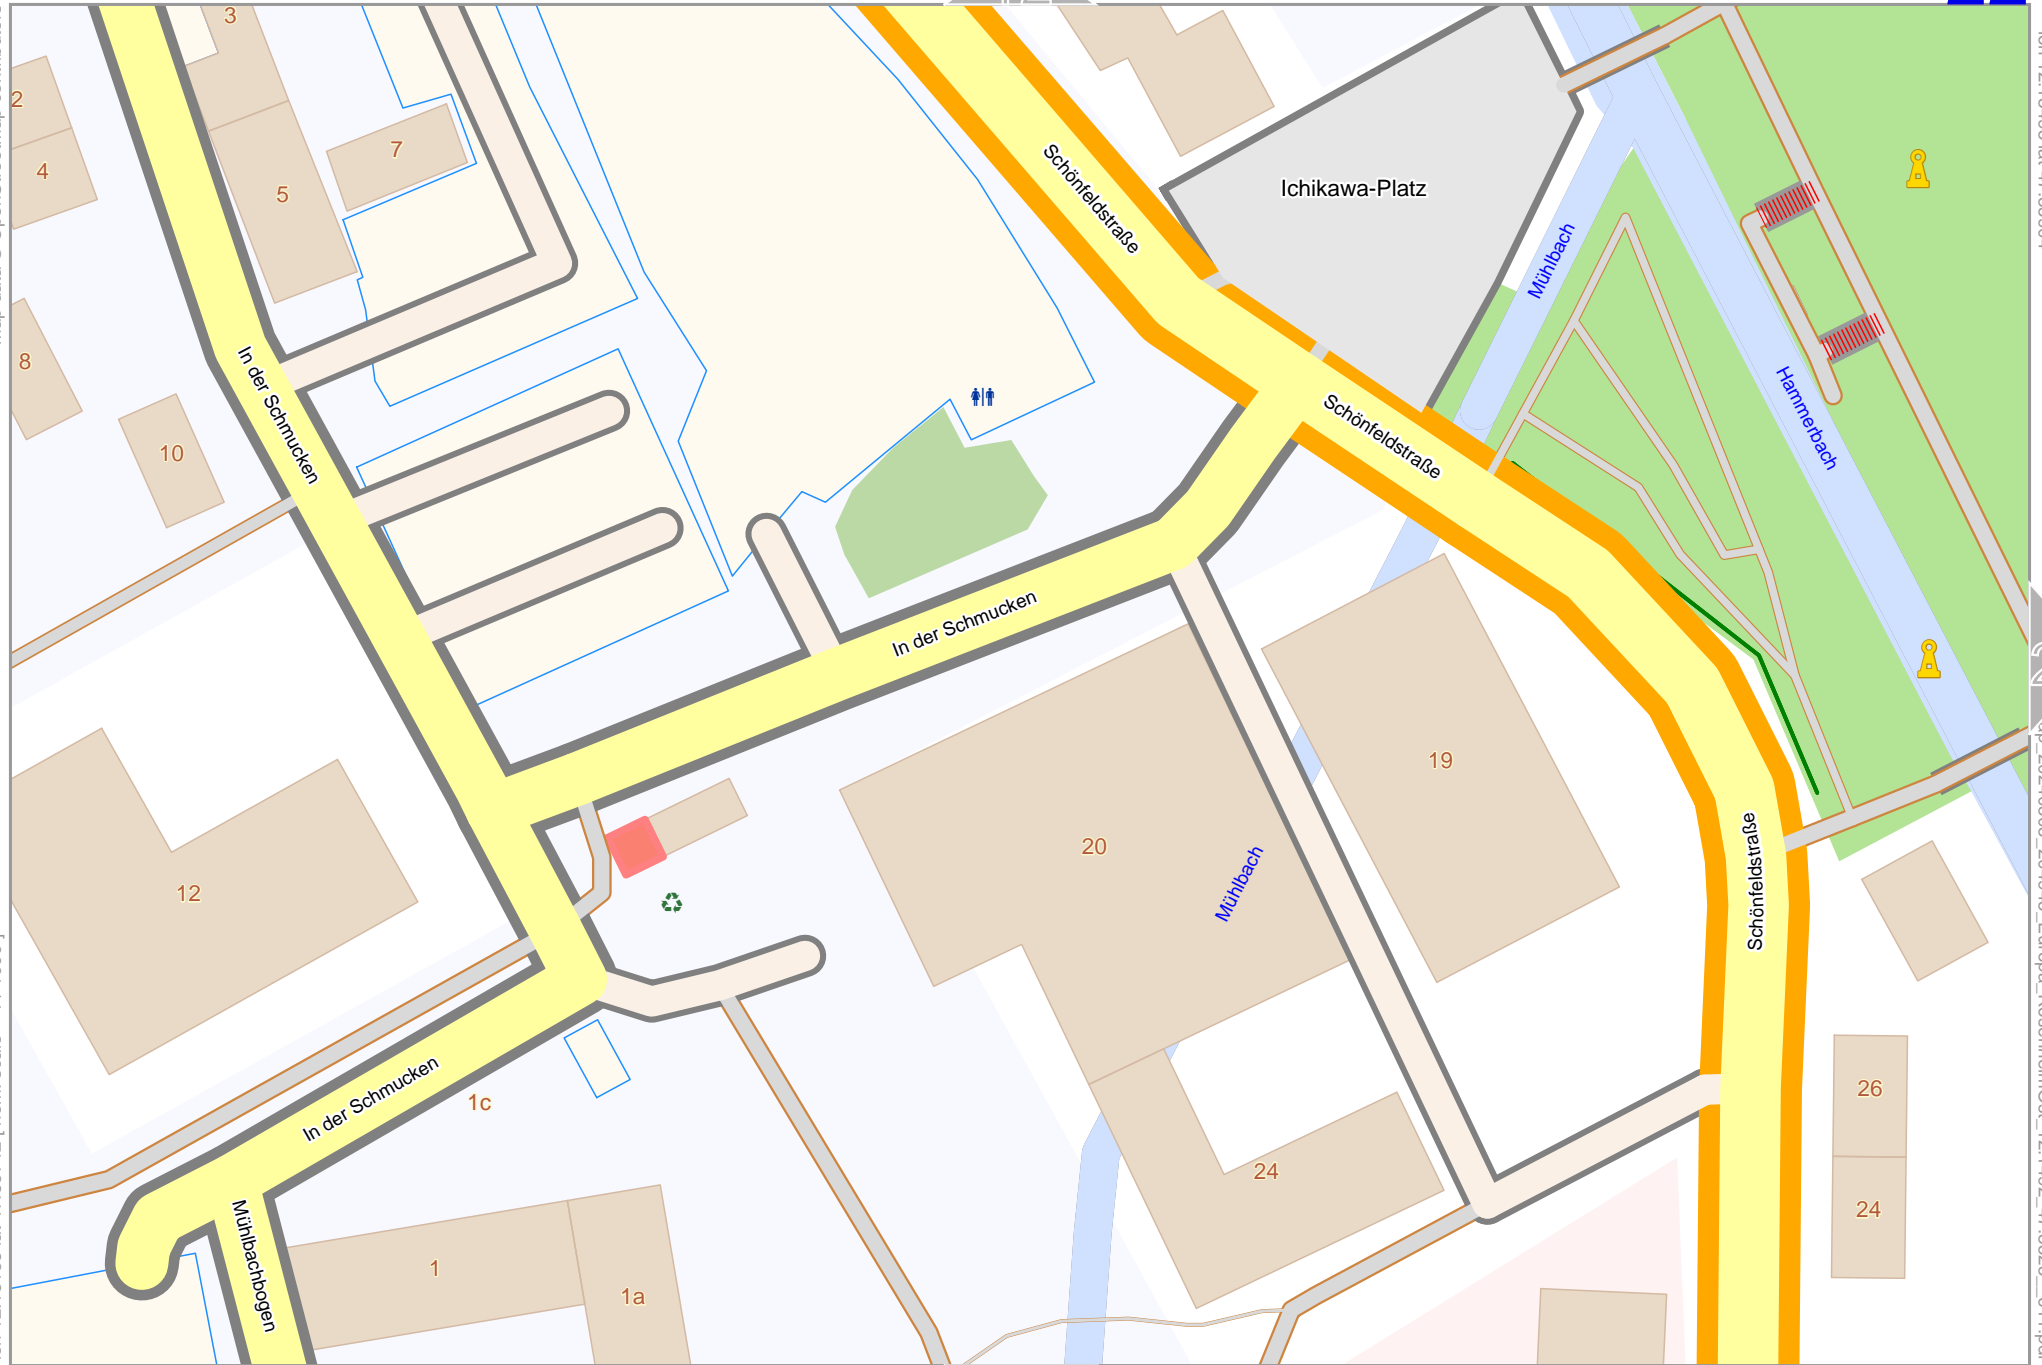 3
2
4
7
5
Schönfeldstraße
Ichikawa-Platz
Mühlbach
8
In der Schmucken
10
Schönfeldstraße
Hammerbach
In der Schmucken
12
20
19
Mühlbach
Schönfeldstraße
In der Schmucken
1c
26
24
24
Mühlbachbogen
1
1a